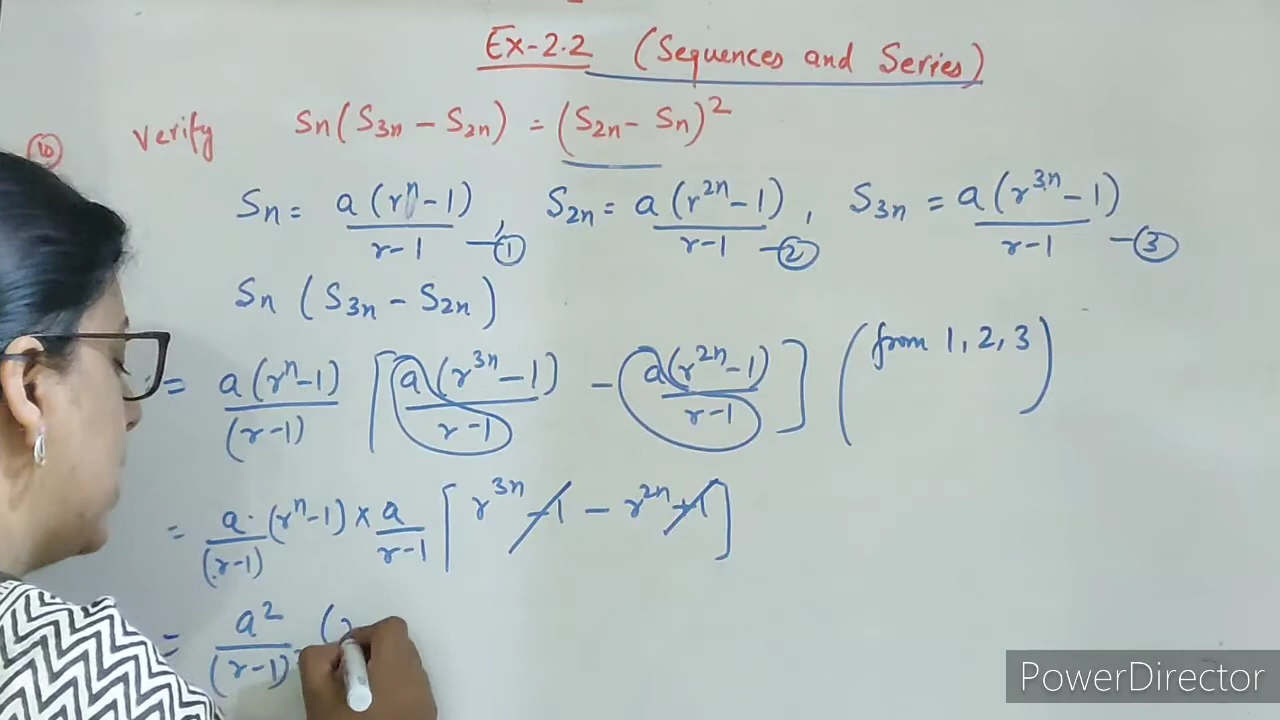 Ex-2.2 (Sequences and Series)
10 verify Sn(S3n - S2n) = (S2n - Sn)²
Sn = a(rⁿ-1)/r-1 , —① S2n = a(r²ⁿ-1)/r-1 , —② S3n = a(r³ⁿ-1)/r-1 —③
Sn (S3n - S2n)
= a(rⁿ-1)/(r-1) [a(r³ⁿ-1)/r-1 - a(r²ⁿ-1)/r-1] (from 1, 2, 3)
= a·/(r-1) (rⁿ-1) × a/r-1 [r³ⁿ -1 - r²ⁿ +1]
= a²/(r-1) (
PowerDirector